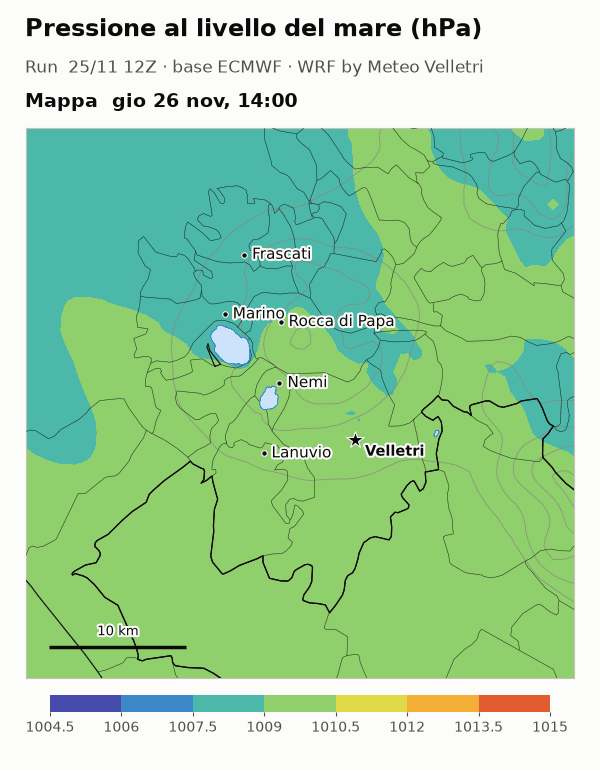 Pressione al livello del mare (hPa)
Run  25/11 12Z · base ECMWF · WRF by Meteo Velletri
Mappa  gio 26 nov, 14:00
Frascati
Marino
Rocca di Papa
Nemi
Velletri
Lanuvio
10 km
1004.5 1006 1007.5 1009 1010.5 1012 1013.5 1015